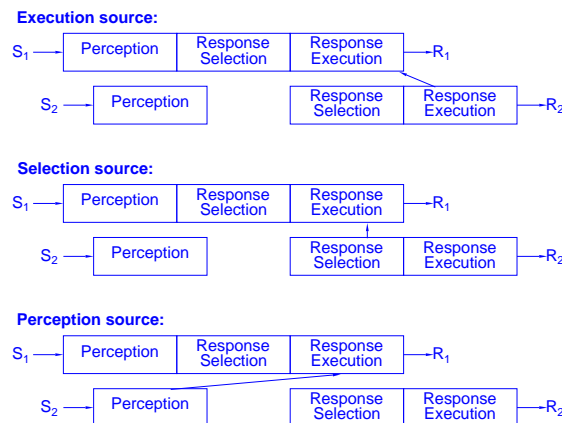 Execution source:
S₁ Perception Response Selection Response Execution R₁
S₂ Perception Response Selection Response Execution R₂
Selection source:
S₁ Perception Response Selection Response Execution R₁
S₂ Perception Response Selection Response Execution R₂
Perception source:
S₁ Perception Response Selection Response Execution R₁
S₂ Perception Response Selection Response Execution R₂